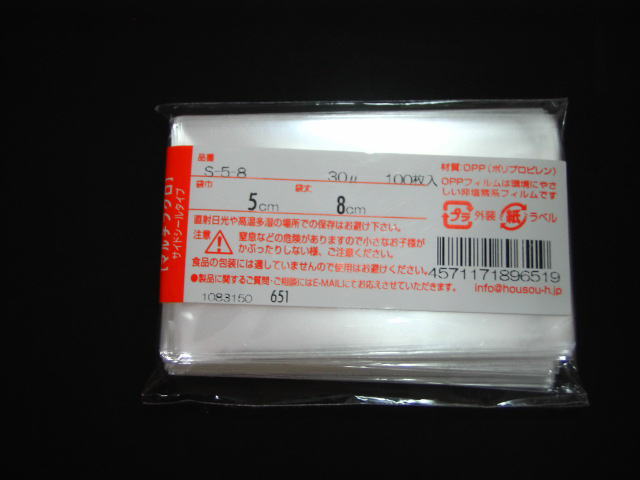 品番
S-5-8 30μ 100枚入
袋巾 5cm 袋丈 8cm
直射日光や高温多湿の場所での保存はお避け下さい。
注意 窒息などの危険がありますので小さなお子様が
かぶったりしない様、ご注意ください。
食品の包装には適していませんので使用はお避けください。
●製品に関するご質問・ご相談にはE-MAILにてお応えさせていただきます。
1083150 651
材質:OPP(ポリプロピレン)
OPPフィルムは環境にやさ
しい非塩素系フィルムです
プラ 外装 紙 ラベル
4571171896519
info@housou-h.jp
サイドシールタイプ